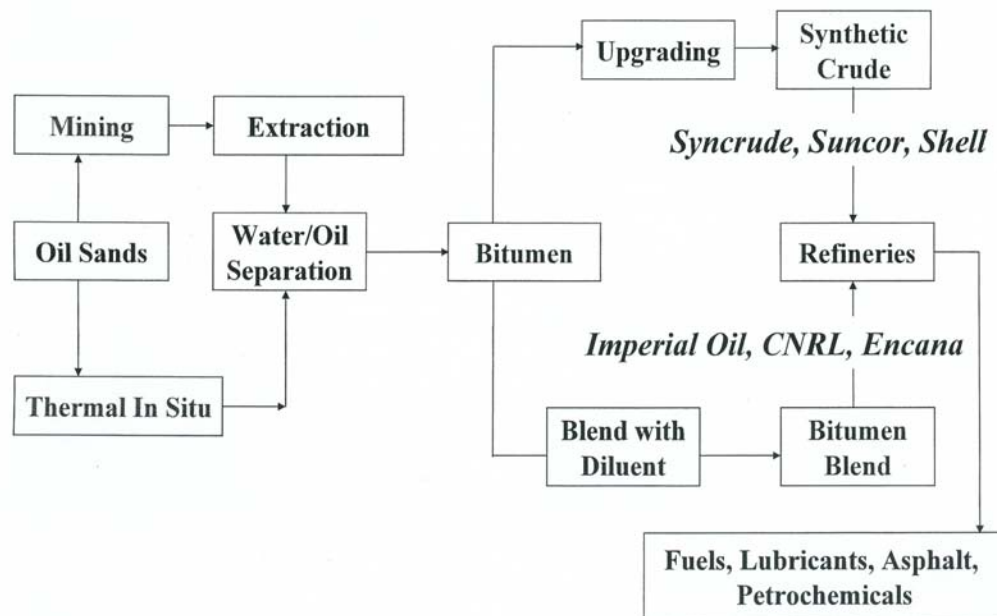 Upgrading
Synthetic
Crude
Mining
Extraction
Syncrude, Suncor, Shell
Oil Sands
Water/Oil
Separation
Bitumen
Refineries
Imperial Oil, CNRL, Encana
Thermal In Situ
Blend with
Diluent
Bitumen
Blend
Fuels, Lubricants, Asphalt,
Petrochemicals